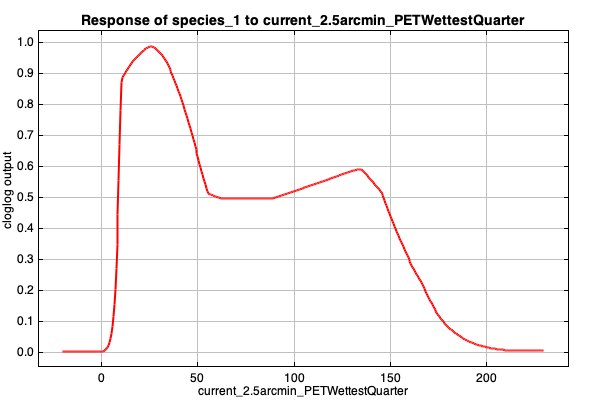 Response of species_1 to current_2.5arcmin_PETWettestQuarter
1.0
0.9
0.8
0.7
0.6
0.5
0.4
0.3
0.2
0.1
0.0
cloglog output
0 50 100 150 200
current_2.5arcmin_PETWettestQuarter